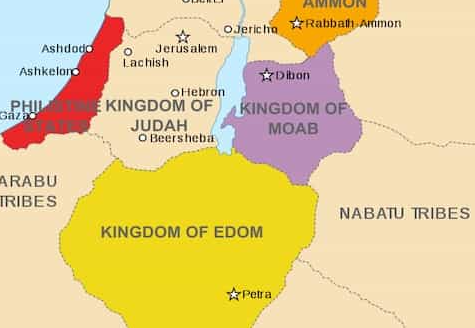 AMMON
Rabbath Ammon
Jericho
Jerusalem
Ashdod
Lachish
Ashkelon
Dibon
Hebron
Gaza
PHILISTINE
STATES
KINGDOM OF
JUDAH
KINGDOM OF
MOAB
Beersheba
ARABU
TRIBES
NABATU TRIBES
KINGDOM OF EDOM
Petra